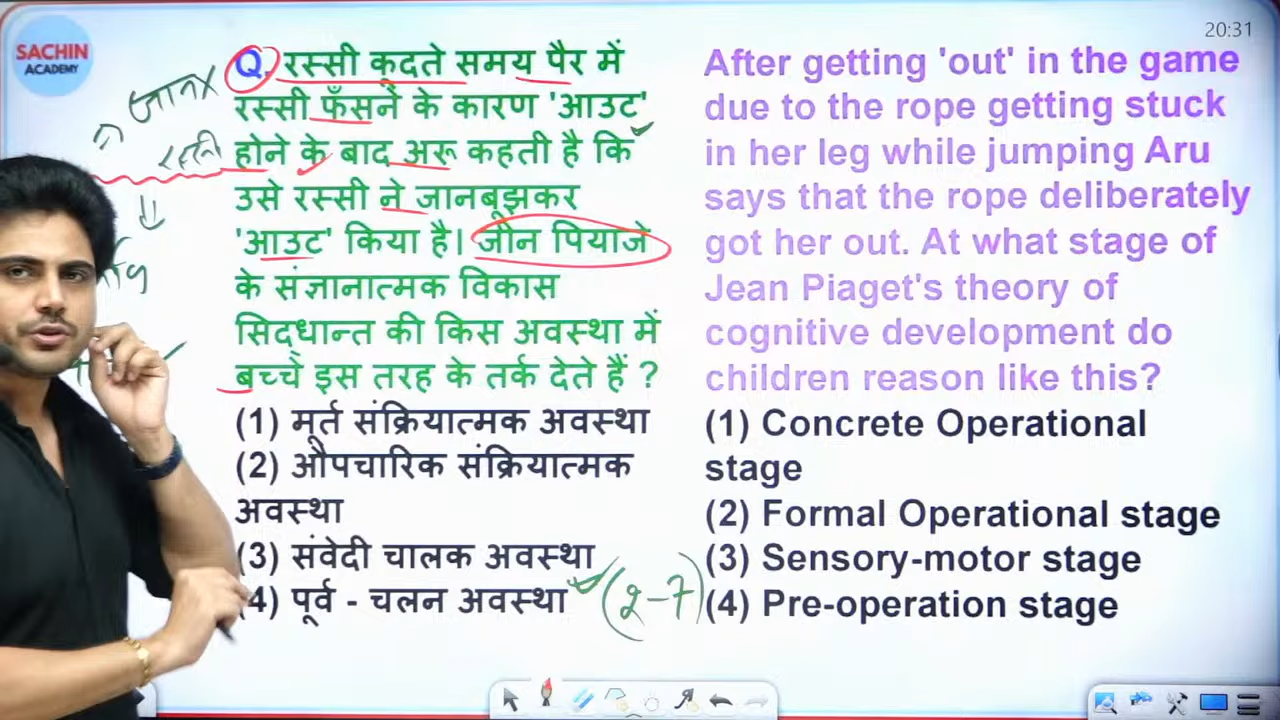 20:31
SACHIN
ACADEMY
Q. रस्सी कूदते समय पैर में
रस्सी फँसने के कारण 'आउट'
होने के बाद अरू कहती है कि
उसे रस्सी ने जानबूझकर
'आउट' किया है। जीन पियाजे
के संज्ञानात्मक विकास
सिद्धान्त की किस अवस्था में
बच्चे इस तरह के तर्क देते हैं ?
(1) मूर्त संक्रियात्मक अवस्था
(2) औपचारिक संक्रियात्मक
अवस्था
(3) संवेदी चालक अवस्था
(4) पूर्व - चलन अवस्था
(2-7)
After getting 'out' in the game
due to the rope getting stuck
in her leg while jumping Aru
says that the rope deliberately
got her out. At what stage of
Jean Piaget's theory of
cognitive development do
children reason like this?
(1) Concrete Operational
stage
(2) Formal Operational stage
(3) Sensory-motor stage
(4) Pre-operation stage